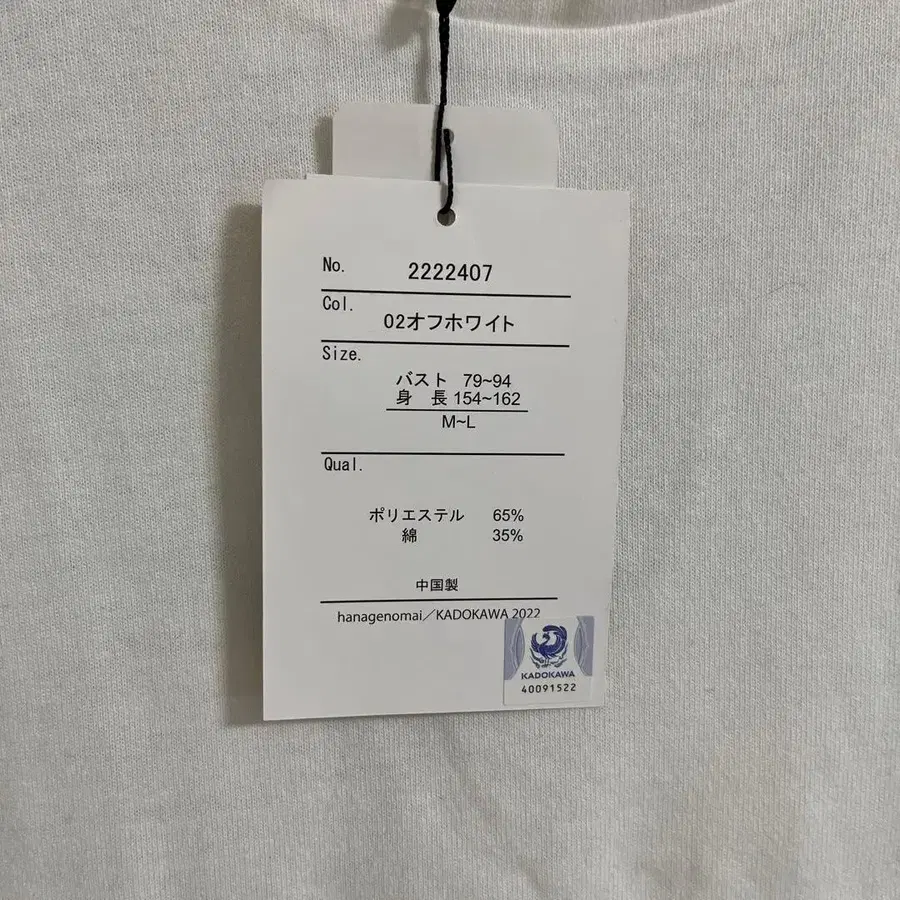 No. 2222407
Col.
02オフホワイト
Size.
バスト 79~94
身 長 154~162
M~L
Qual.
ポリエステル 65%
綿 35%
中国製
hanagenomai／KADOKAWA 2022
KADOKAWA
40091522